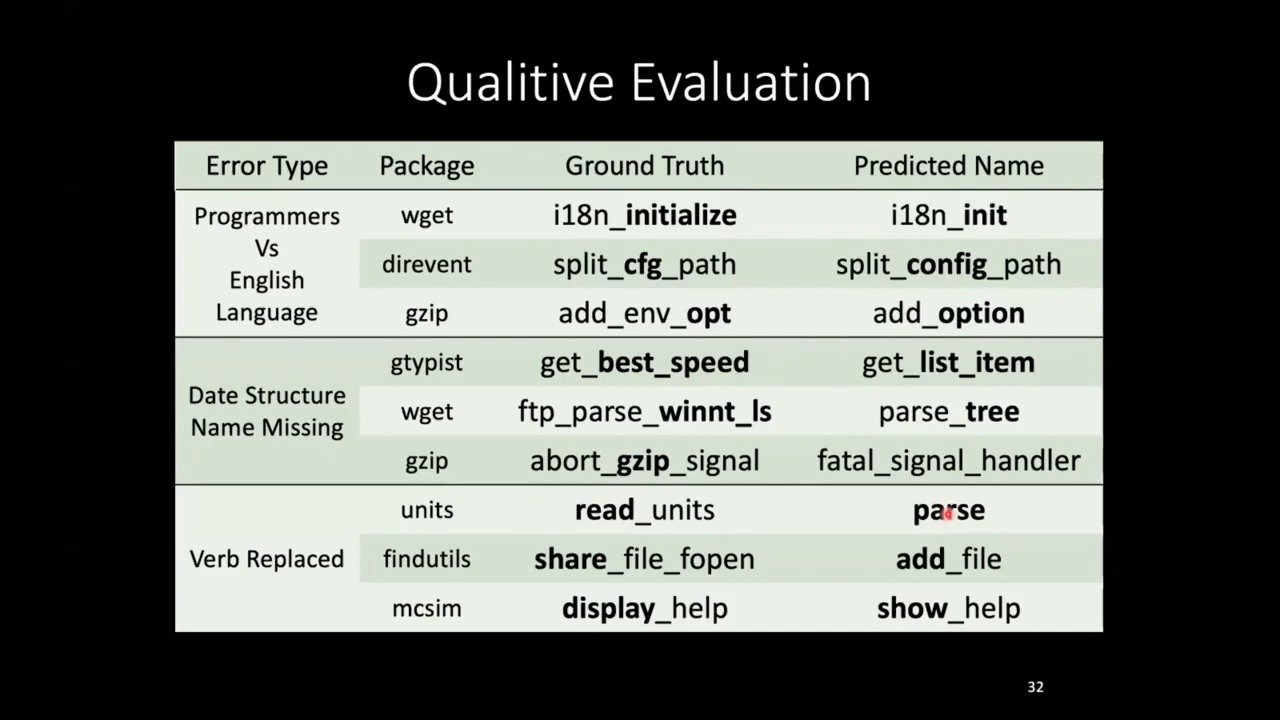 Qualitive Evaluation
Error Type Package Ground Truth Predicted Name
Programmers
Vs
English
Language
wget i18n_initialize i18n_init
direvent split_cfg_path split_config_path
gzip add_env_opt add_option
Date Structure
Name Missing
gtypist get_best_speed get_list_item
wget ftp_parse_winnt_ls parse_tree
gzip abort_gzip_signal fatal_signal_handler
Verb Replaced
units read_units parse
findutils share_file_fopen add_file
mcsim display_help show_help
32